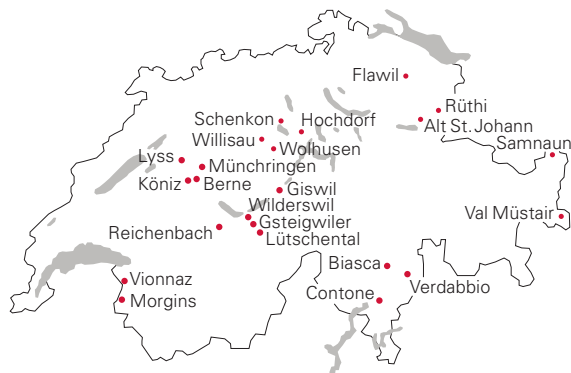 Flawil
Rüthi
Schenkon
Hochdorf
Alt St. Johann
Willisau
Wolhusen
Samnaun
Lyss
Münchringen
Köniz
Berne
Giswil
Wilderswil
Val Müstair
Gsteigwiler
Reichenbach
Lütschental
Biasca
Vionnaz
Verdabbio
Contone
Morgins